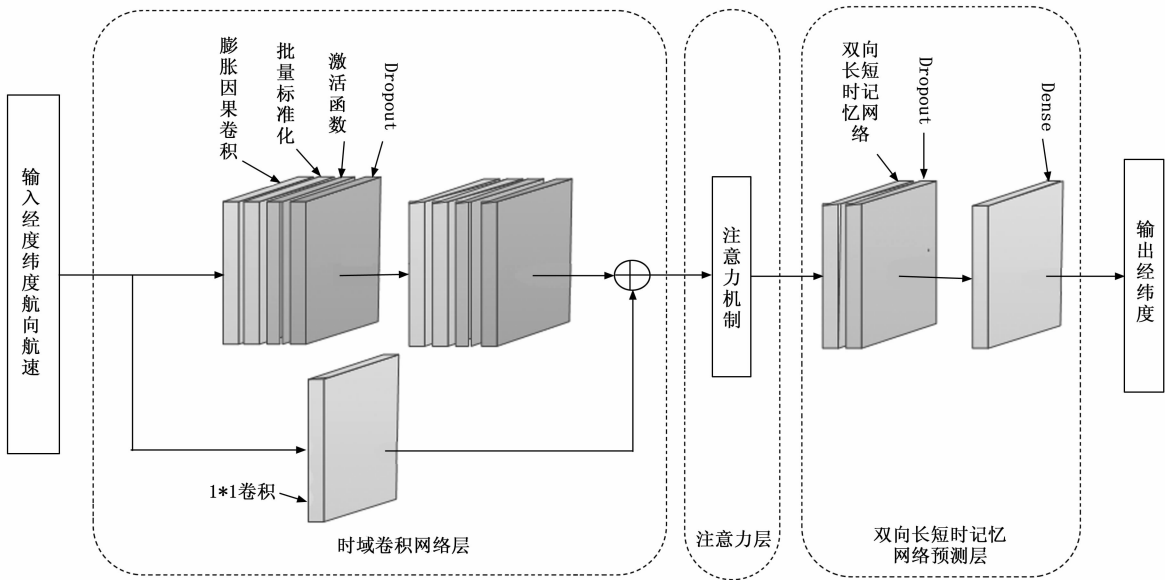 输入经度纬度航向航速
膨胀因果卷积
批量标准化
激活函数
Dropout
1*1卷积
时域卷积网络层
注意力机制
注意力层
双向
长短
时记
忆网
络
Dropout
Dense
双向长短时记忆
网络预测层
输出经纬度